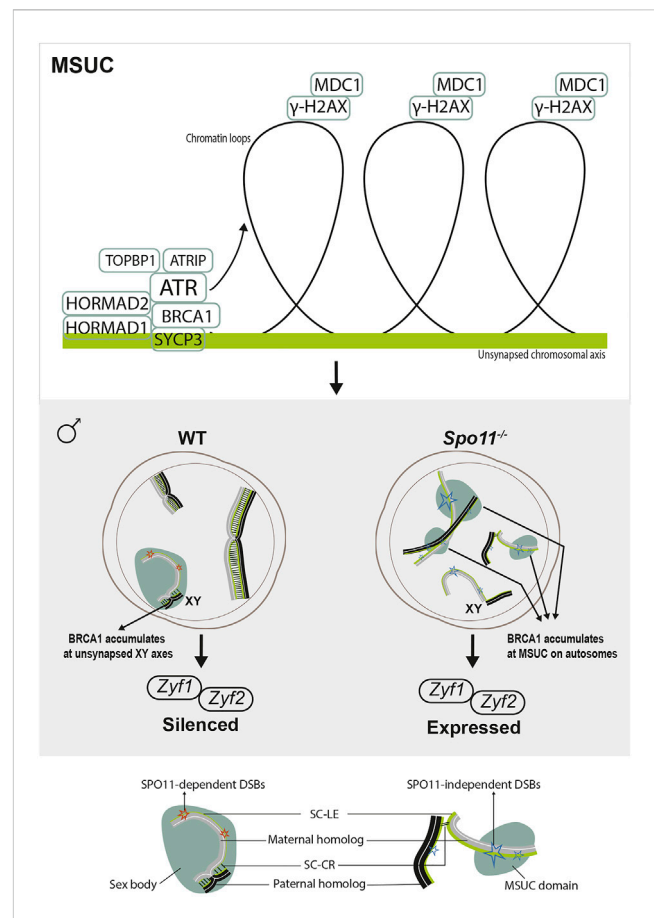 MSUC
MDC1
γ-H2AX
MDC1
γ-H2AX
MDC1
γ-H2AX
Chromatin loops
TOPBP1
ATRIP
ATR
HORMAD2
BRCA1
HORMAD1
SYCP3
Unsynapsed chromosomal axis
♂
WT
Spo11-/-
XY
XY
BRCA1 accumulates
at unsynapsed XY axes
BRCA1 accumulates
at MSUC on autosomes
Zyf1
Zyf2
Silenced
Zyf1
Zyf2
Expressed
SPO11-dependent DSBs
SPO11-independent DSBs
SC-LE
Maternal homolog
SC-CR
Sex body
Paternal homolog
MSUC domain